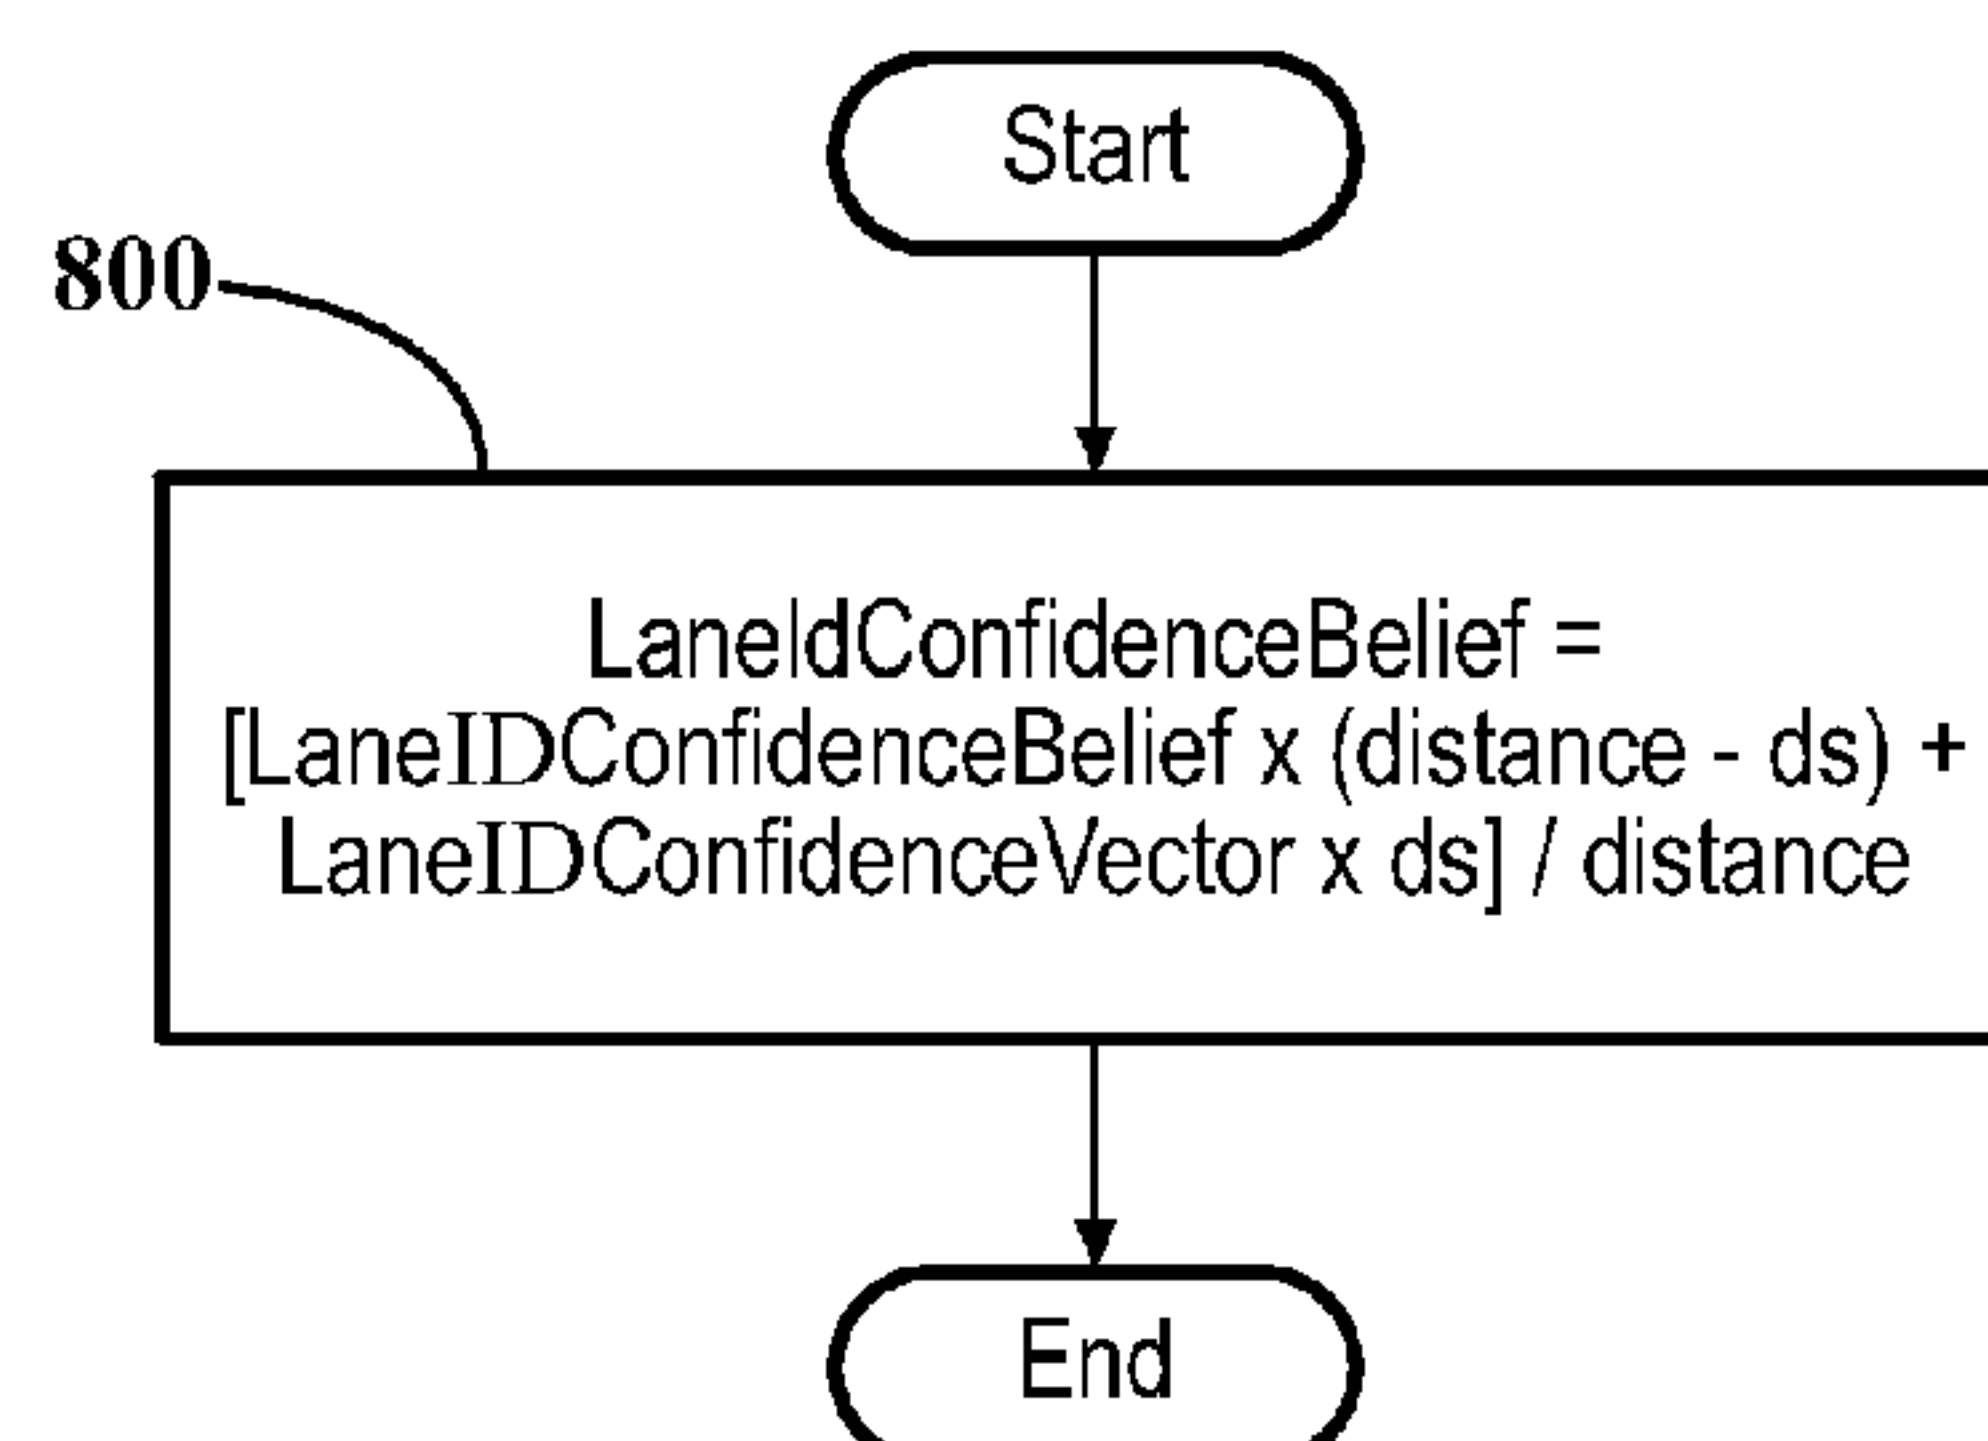 Start
800
LaneIdConfidenceBelief =
[LaneIDConfidenceBelief x (distance - ds) +
LaneIDConfidenceVector x ds] / distance
End